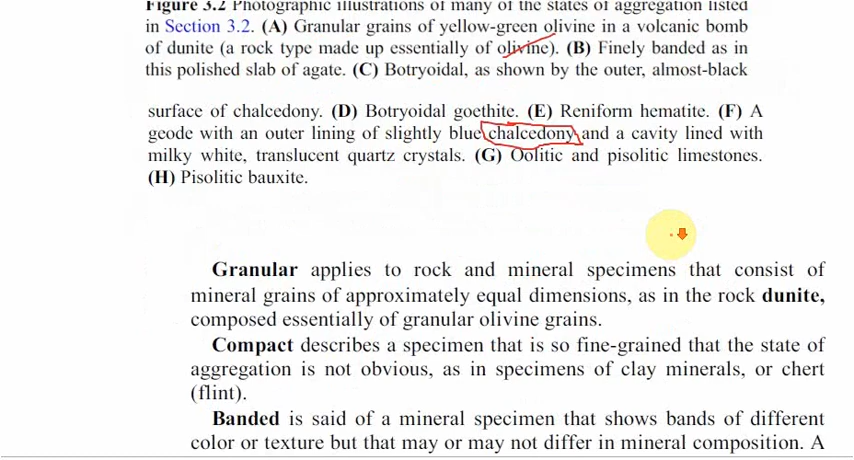 Figure 3.2 Photographic illustrations of many of the states of aggregation listed
in Section 3.2. (A) Granular grains of yellow-green olivine in a volcanic bomb
of dunite (a rock type made up essentially of olivine). (B) Finely banded as in
this polished slab of agate. (C) Botryoidal, as shown by the outer, almost-black
surface of chalcedony. (D) Botryoidal goethite. (E) Reniform hematite. (F) A
geode with an outer lining of slightly blue chalcedony and a cavity lined with
milky white, translucent quartz crystals. (G) Oolitic and pisolitic limestones.
(H) Pisolitic bauxite.
Granular applies to rock and mineral specimens that consist of
mineral grains of approximately equal dimensions, as in the rock dunite,
composed essentially of granular olivine grains.
Compact describes a specimen that is so fine-grained that the state of
aggregation is not obvious, as in specimens of clay minerals, or chert
(flint).
Banded is said of a mineral specimen that shows bands of different
color or texture but that may or may not differ in mineral composition. A